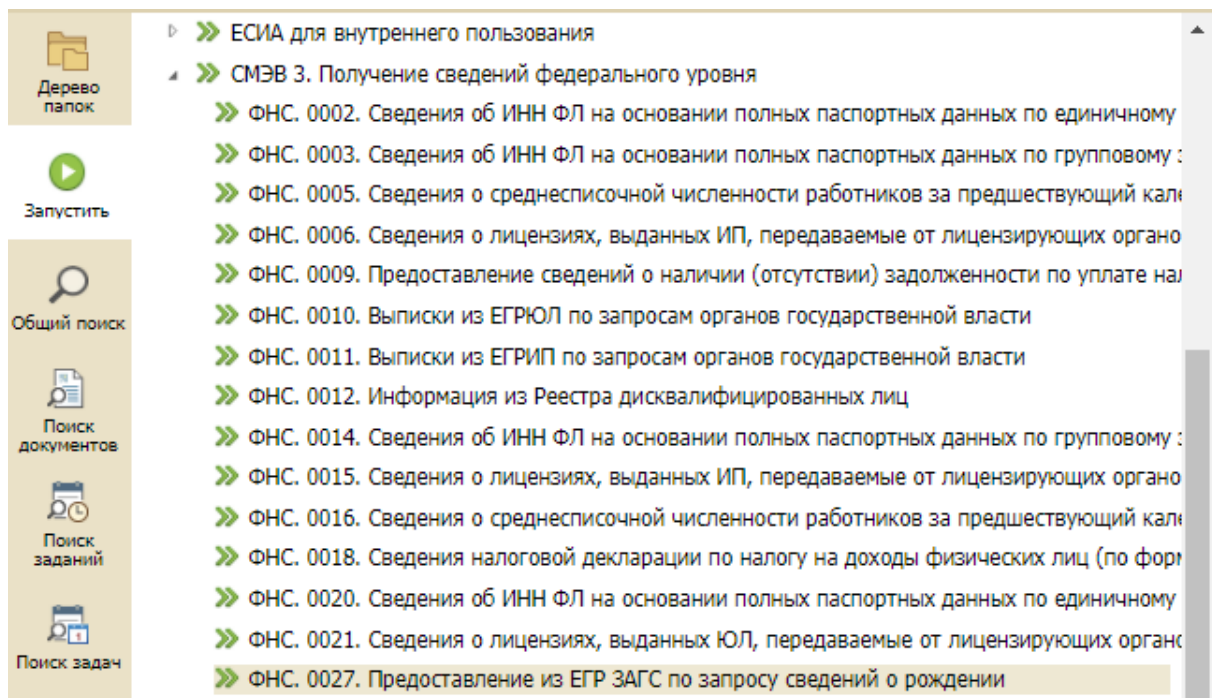 Дерево
папок
Запустить
Общий поиск
Поиск
документов
Поиск
заданий
Поиск задач
ЕСИА для внутреннего пользования
СМЭВ 3. Получение сведений федерального уровня
ФНС. 0002. Сведения об ИНН ФЛ на основании полных паспортных данных по единичному
ФНС. 0003. Сведения об ИНН ФЛ на основании полных паспортных данных по групповому
ФНС. 0005. Сведения о среднесписочной численности работников за предшествующий кале
ФНС. 0006. Сведения о лицензиях, выданных ИП, передаваемые от лицензирующих органо
ФНС. 0009. Предоставление сведений о наличии (отсутствии) задолженности по уплате нал
ФНС. 0010. Выписки из ЕГРЮЛ по запросам органов государственной власти
ФНС. 0011. Выписки из ЕГРИП по запросам органов государственной власти
ФНС. 0012. Информация из Реестра дисквалифицированных лиц
ФНС. 0014. Сведения об ИНН ФЛ на основании полных паспортных данных по групповому
ФНС. 0015. Сведения о лицензиях, выданных ИП, передаваемые от лицензирующих органо
ФНС. 0016. Сведения о среднесписочной численности работников за предшествующий кале
ФНС. 0018. Сведения налоговой декларации по налогу на доходы физических лиц (по форм
ФНС. 0020. Сведения об ИНН ФЛ на основании полных паспортных данных по единичному
ФНС. 0021. Сведения о лицензиях, выданных ЮЛ, передаваемые от лицензирующих органо
ФНС. 0027. Предоставление из ЕГР ЗАГС по запросу сведений о рождении